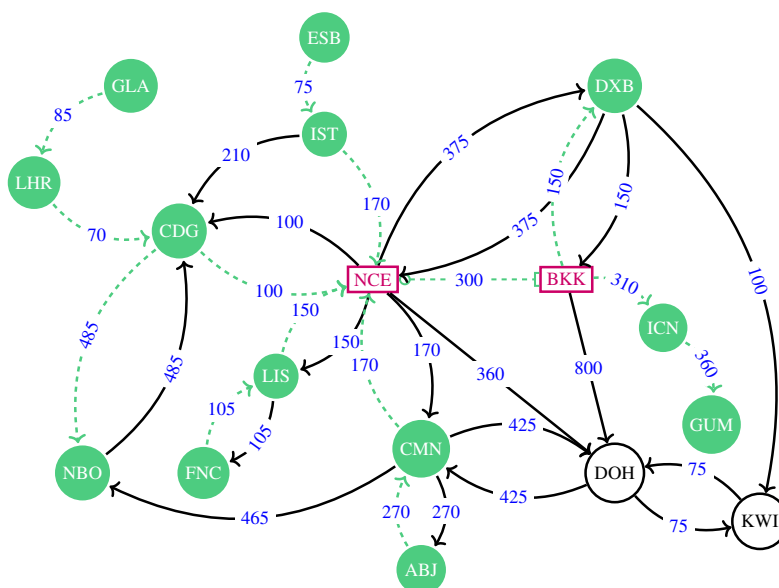 ESB
GLA
75
DXB
85
IST
210
375
LHR
170
150
150
70
CDG
100
375
NCE
300
BKK
100
310
100
485
150
ICN
150
170
170
360
LIS
360
800
485
105
105
GUM
425
CMN
NBO
FNC
DOH
75
425
270
270
465
75
KWI
ABJ